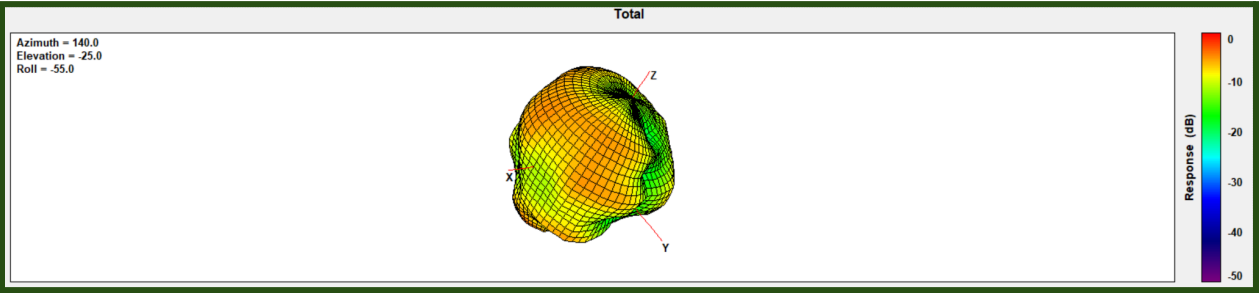 Total
Azimuth = 140.0
Elevation = -25.0
Roll = -55.0
Z
X
Y
Response (dB)
0
-10
-20
-30
-40
-50